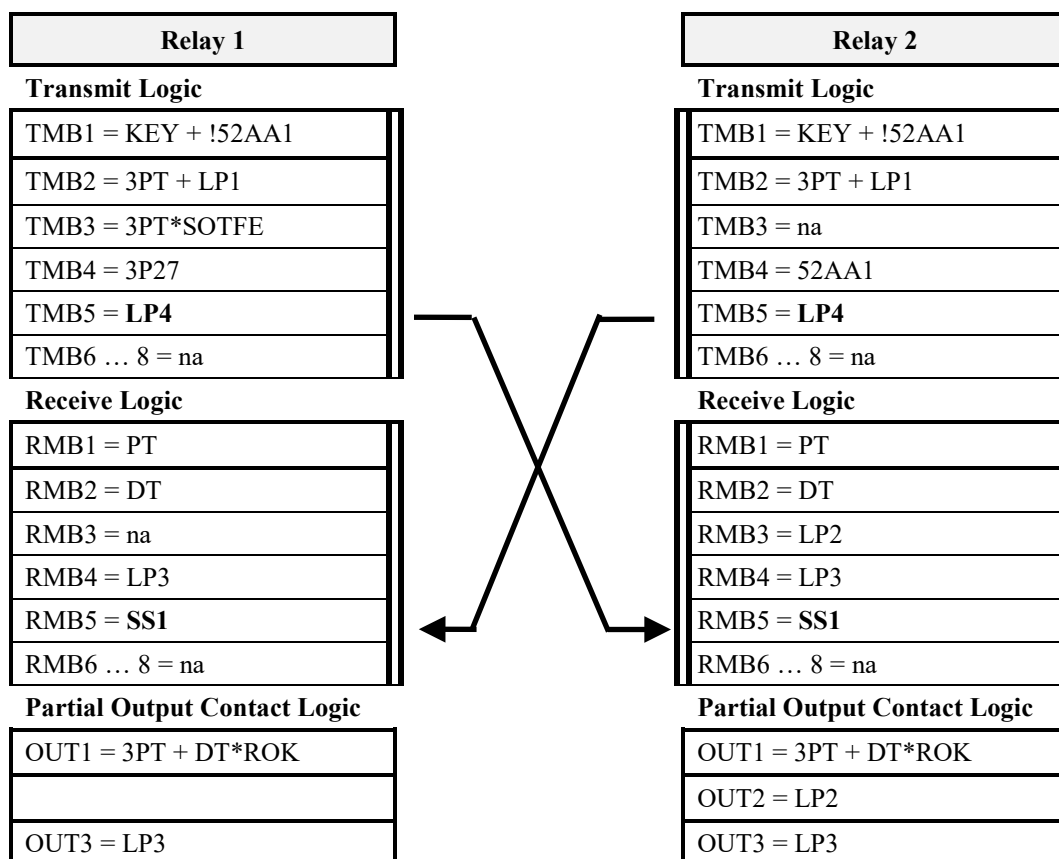 Relay 1
Transmit Logic
TMB1 = KEY + !52AA1
TMB2 = 3PT + LP1
TMB3 = 3PT*SOTFE
TMB4 = 3P27
TMB5 = LP4
TMB6 … 8 = na
Receive Logic
RMB1 = PT
RMB2 = DT
RMB3 = na
RMB4 = LP3
RMB5 = SS1
RMB6 … 8 = na
Partial Output Contact Logic
OUT1 = 3PT + DT*ROK
OUT3 = LP3
Relay 2
Transmit Logic
TMB1 = KEY + !52AA1
TMB2 = 3PT + LP1
TMB3 = na
TMB4 = 52AA1
TMB5 = LP4
TMB6 … 8 = na
Receive Logic
RMB1 = PT
RMB2 = DT
RMB3 = LP2
RMB4 = LP3
RMB5 = SS1
RMB6 … 8 = na
Partial Output Contact Logic
OUT1 = 3PT + DT*ROK
OUT2 = LP2
OUT3 = LP3